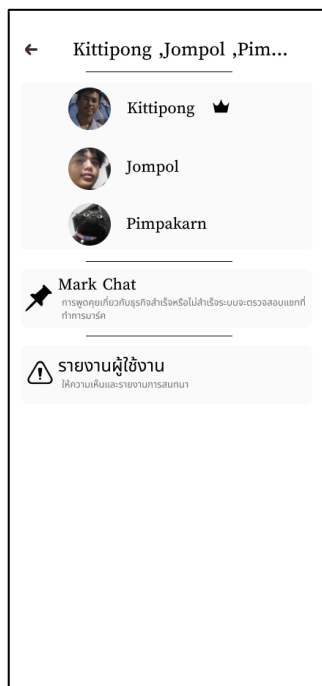 Kittipong ,Jompol ,Pim...
Kittipong
Jompol
Pimpakarn
Mark Chat
การพูดคุยเกี่ยวกับธุรกิจสำเร็จหรือไม่สำเร็จระบบจะตรวจสอบแชทที่
ทำการมาร์ค
รายงานผู้ใช้งาน
ให้ความเห็นและรายงานการสนทนา